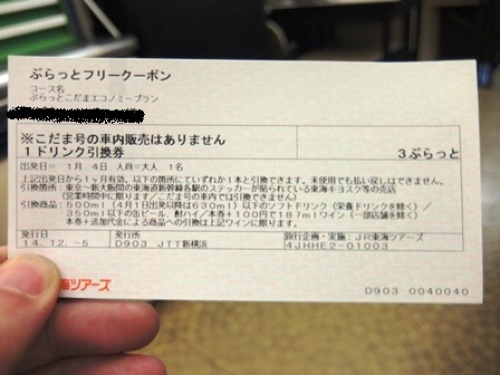 ぷらっとフリークーポン
コース名
ぷらっとこだまエコノミープラン
※こだま号の車内販売はありません
1ドリンク引換券
3ぷらっと
出発日= 1月 4日 人員=大人 1名
上記出発日から1ヶ月有効。以下の箇所にていずれか1本と引換できます。未使用でも払い戻しはできません。
引換箇所:東京〜新大阪間の東海道新幹線各駅のステッカーが貼られている東海キヨスク等の売店
(営業時間中に限ります/こだま号の車内では引換できません)
引換商品:500ml(4月1日出発以降は630ml)以下のソフトドリンク(栄養ドリンクを除く)/
350ml以下の缶ビール、酎ハイ/本券+100円で187mlワイン(一部店舗を除く)
本券+追加代金による商品への引換は上記ワインに限ります。
発行日
14.12.-5
発行所
D903 JTT新横浜
旅行企画・実施:JR東海ツアーズ
4JHHE2-01003
海ツアーズ
D903 0040040